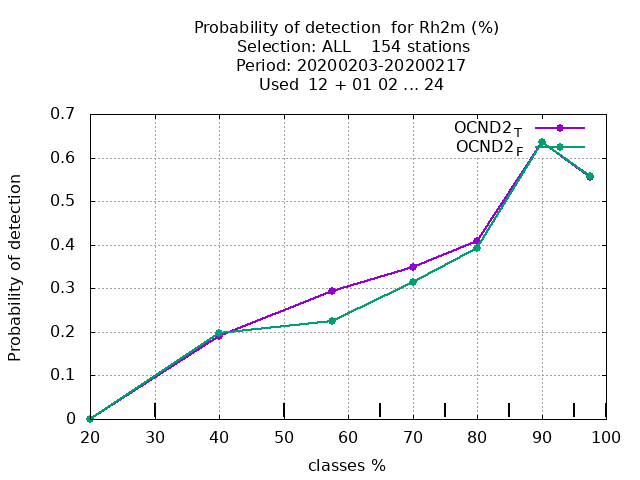 Probability of detection  for Rh2m (%)
Selection: ALL    154 stations
Period: 20200203-20200217
Used  12 + 01 02 ... 24
OCND2T
OCND2F
Probability of detection
0.7
0.6
0.5
0.4
0.3
0.2
0.1
0
20 30 40 50 60 70 80 90 100
classes %